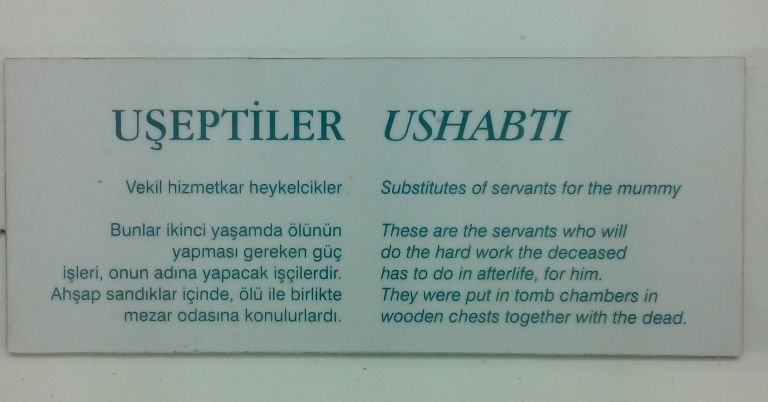 UŞEPTİLER
Vekil hizmetkar heykelcikler
Bunlar ikinci yaşamda ölünün
yapması gereken güç
işleri, onun adına yapacak işçilerdir.
Ahşap sandıklar içinde, ölü ile birlikte
mezar odasına konulurlardı.
USHABTI
Substitutes of servants for the mummy
These are the servants who will
do the hard work the deceased
has to do in afterlife, for him.
They were put in tomb chambers in
wooden chests together with the dead.